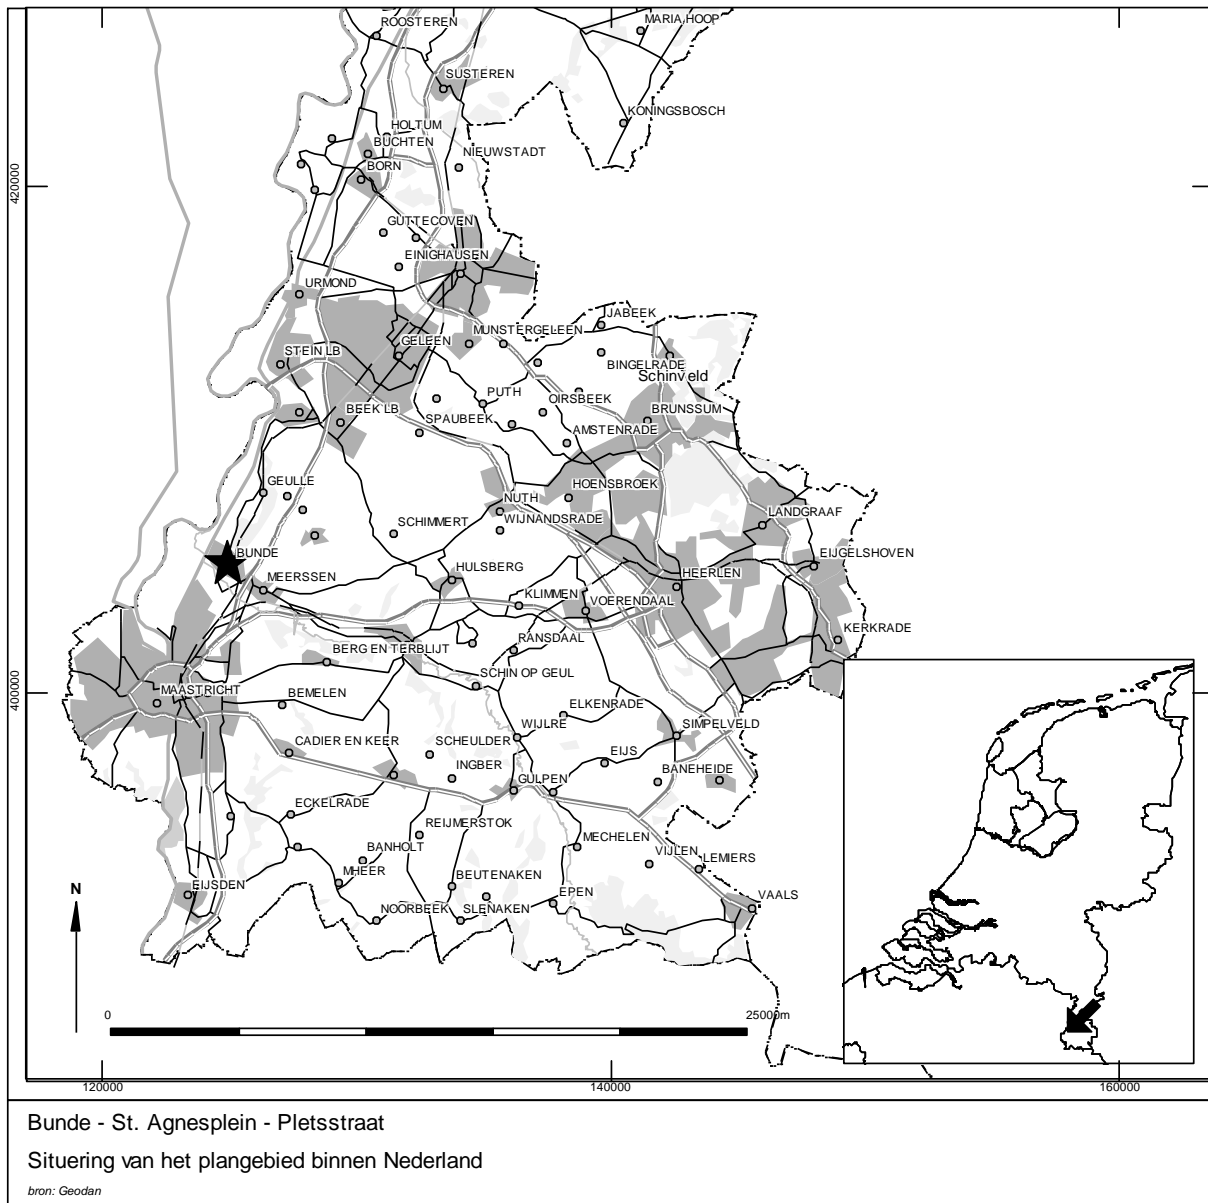 ROOSTEREN
MARIA HOOP
SUSTEREN
KONINGSBOSCH
HOLTUM
BUCHTEN
NIEUWSTADT
BORN
420000
GUTTECOVEN
EINIGHAUSEN
URMOND
JABEEK
MUNSTERGELEEN
GELEEN
STEIN LB
BINGELRADE
Schinveld
PUTH
OIRSBEEK
BEEK LB
SPAUBEEK
BRUNSSUM
AMSTENRADE
GEULLE
HOENSBROEK
NUTH
LANDGRAAF
WIJNANDSRADE
SCHIMMERT
BUNDE
EIJGELSHOVEN
MEERSSEN
HULSBERG
HEERLEN
KLIMMEN
VOERENDAAL
KERKRADE
RANSDAAL
BERG EN TERBLIJT
SCHIN OP GEUL
400000
MAASTRICHT
BEMELEN
ELKENRADE
WIJLRE
SIMPELVELD
CADIER EN KEER
SCHEULDER
EIJS
INGBER
BANEHEIDE
GULPEN
ECKELRADE
REIJMERSTOK
MECHELEN
BANHOLT
VIJLEN
LEMIERS
MHEER
BEUTENAKEN
EIJSDEN
EPEN
VAALS
NOORBEEK
SLENAKEN
N
0
25000m
120000
140000
160000
Bunde - St. Agnesplein - Pletsstraat
Situering van het plangebied binnen Nederland
bron: Geodan